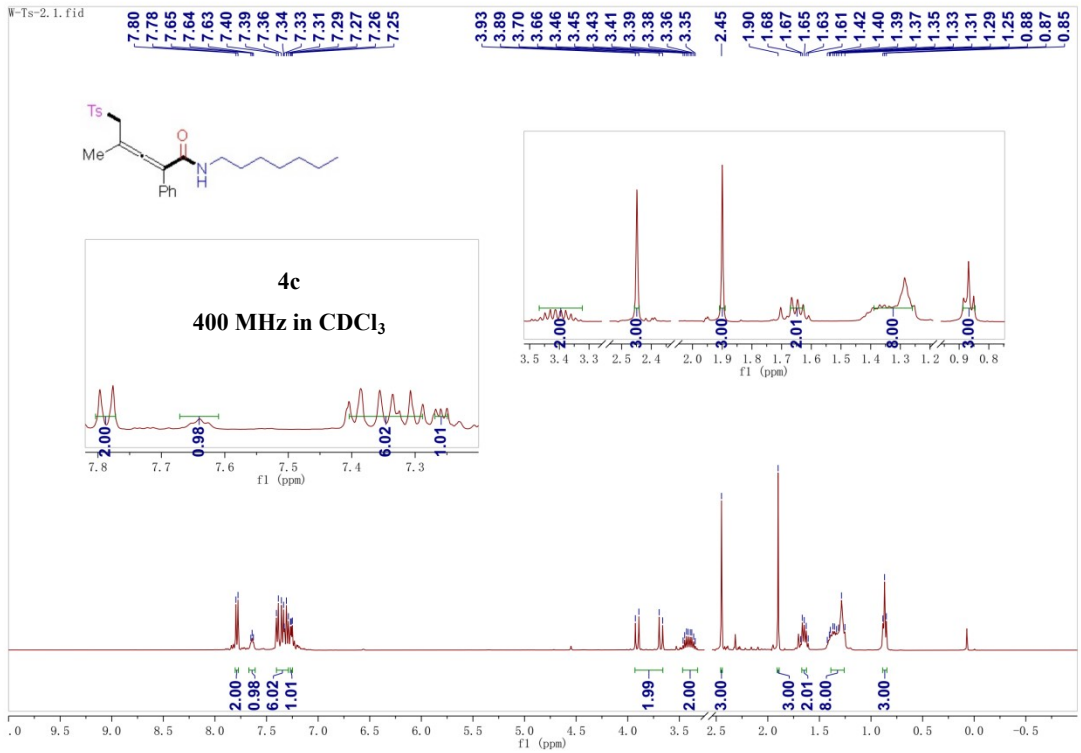 W-Ts-2.1.fid
7.80 7.78 7.65 7.64 7.63 7.40 7.39 7.36 7.34 7.33 7.31 7.29 7.27 7.26 7.25 3.93 3.89 3.70 3.66 3.46 3.45 3.43 3.41 3.39 3.38 3.36 3.35 2.45 1.90 1.68 1.67 1.65 1.63 1.61 1.42 1.40 1.39 1.37 1.35 1.33 1.31 1.29 1.25 0.88 0.87 0.85
Ts
O
Me
N
H
Ph
2.00 3.00 3.00 2.01 8.00 3.00
3.5 3.4 3.3 2.5 2.4 2.0 1.9 1.8 1.7 1.6 1.5 1.4 1.3 1.2 0.9 0.8
f1 (ppm)
4c
400 MHz in CDCl₃
2.00 0.98 6.02 1.01
7.8 7.7 7.6 7.5 7.4 7.3
f1 (ppm)
2.00 0.98 6.02 1.01 1.99 2.00 3.00 3.00 2.01 8.00 3.00
.0 9.5 9.0 8.5 8.0 7.5 7.0 6.5 6.0 5.5 5.0 4.5 4.0 3.5 2.5 2.0 1.5 1.0 0.5 0.0 -0.5
f1 (ppm)